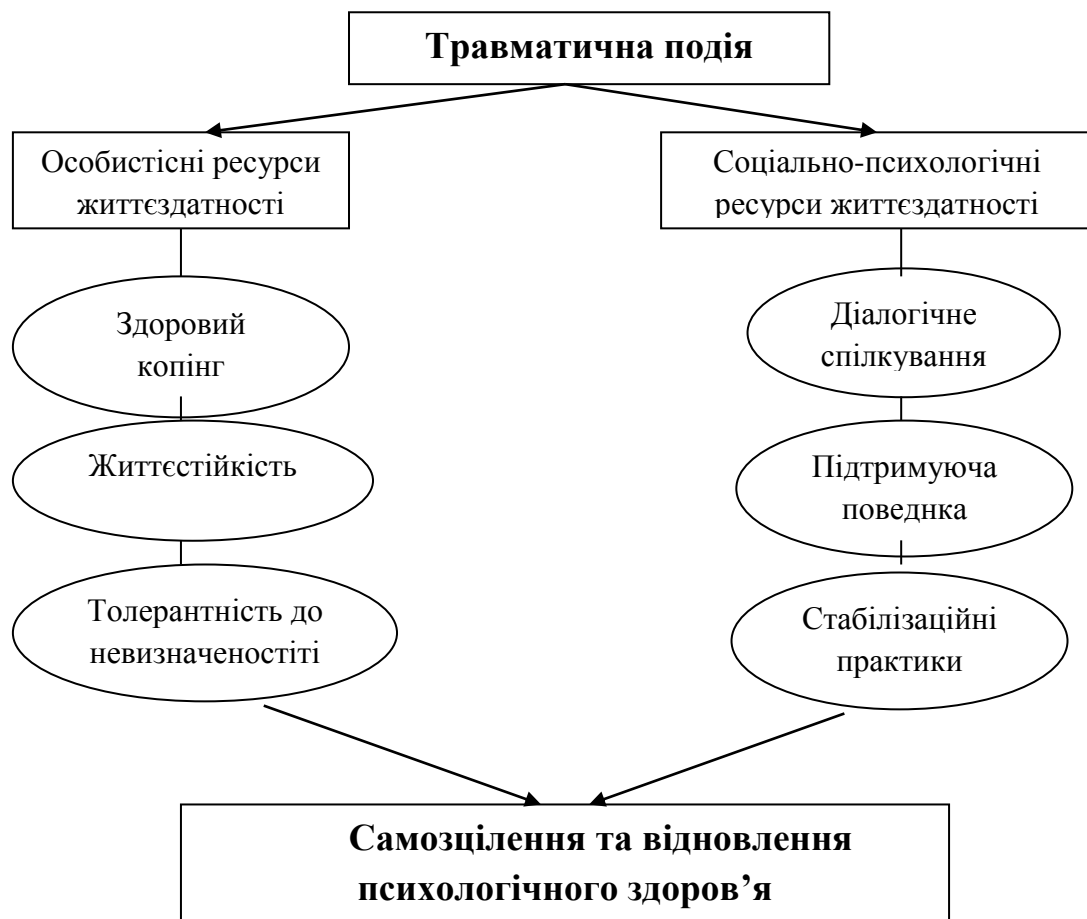 Травматична подія
Особистісні ресурси
життєздатності
Соціально-психологічні
ресурси життєздатності
Здоровий
копінг
Життєстійкість
Толерантність до
невизначеностіті
Діалогічне
спілкування
Підтримуюча
поведнка
Стабілізаційні
практики
Самозцілення та відновлення
психологічного здоров’я